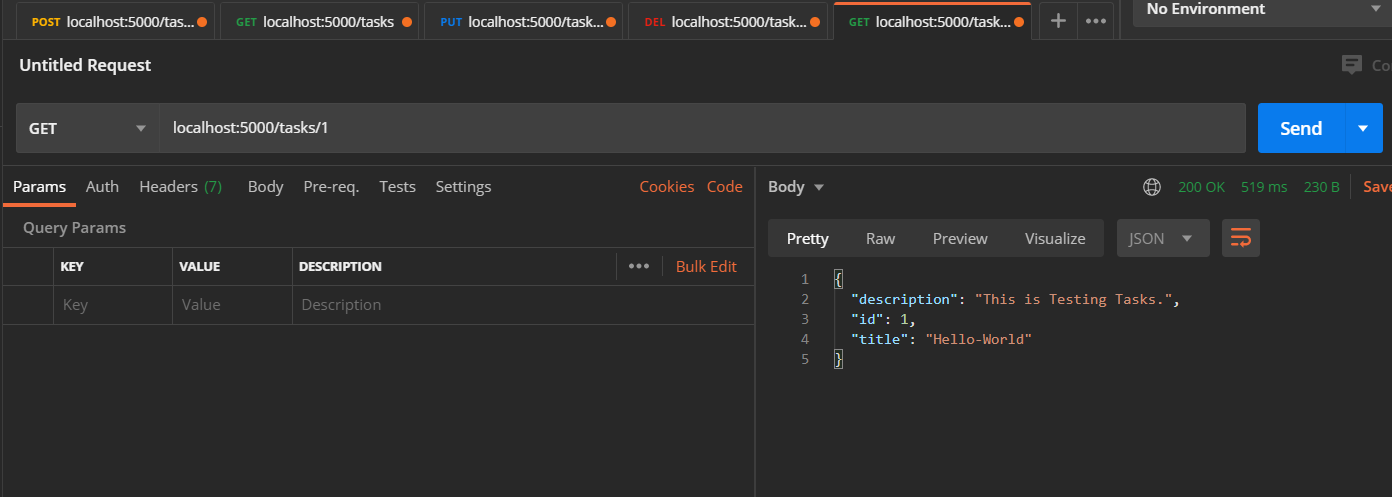 POST localhost:5000/tas... GET localhost:5000/tasks PUT localhost:5000/task... DEL localhost:5000/task... GET localhost:5000/task... + ••• No Environment
Untitled Request
GET localhost:5000/tasks/1 Send
Params Auth Headers (7) Body Pre-req. Tests Settings Cookies Code Body 200 OK 519 ms 230 B Save
Query Params
Pretty Raw Preview Visualize JSON
KEY VALUE DESCRIPTION ••• Bulk Edit
Key Value Description
1 {
2 "description": "This is Testing Tasks.",
3 "id": 1,
4 "title": "Hello-World"
5 }